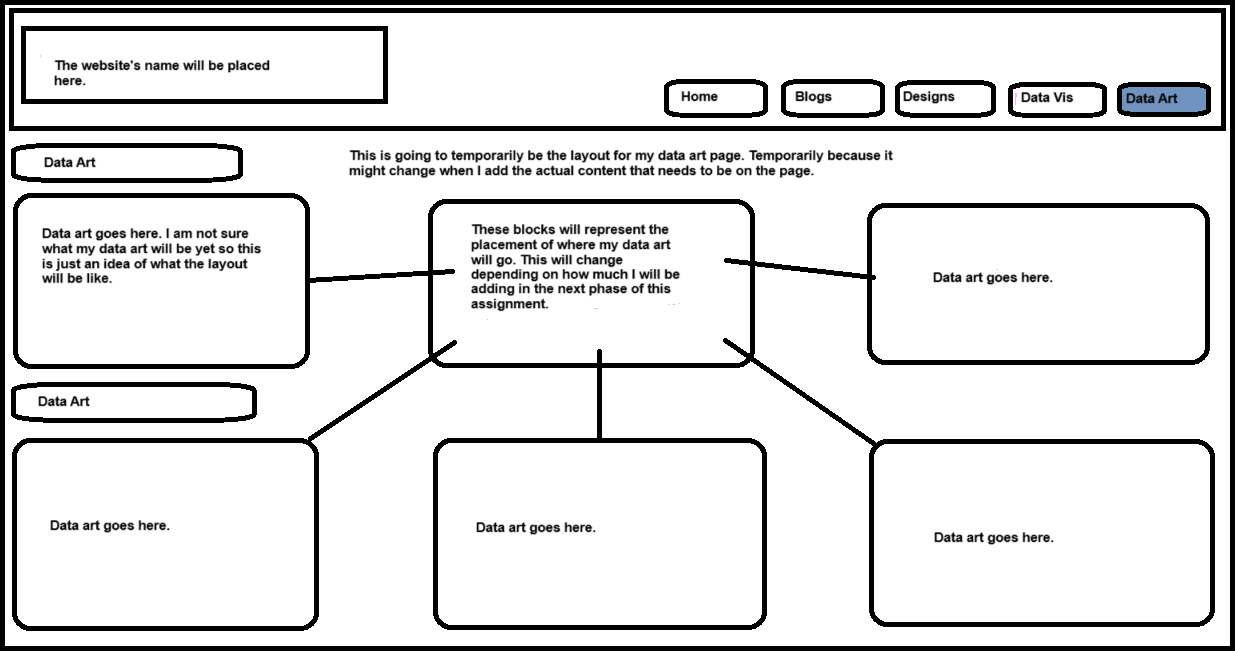 The website's name will be placed
here.
Home
Blogs
Designs
Data Vis
Data Art
Data Art
This is going to temporarily be the layout for my data art page. Temporarily because it
might change when I add the actual content that needs to be on the page.
Data art goes here. I am not sure
what my data art will be yet so this
is just an idea of what the layout
will be like.
These blocks will represent the
placement of where my data art
will go. This will change
depending on how much I will be
adding in the next phase of this
assignment.
Data art goes here.
Data Art
Data art goes here.
Data art goes here.
Data art goes here.